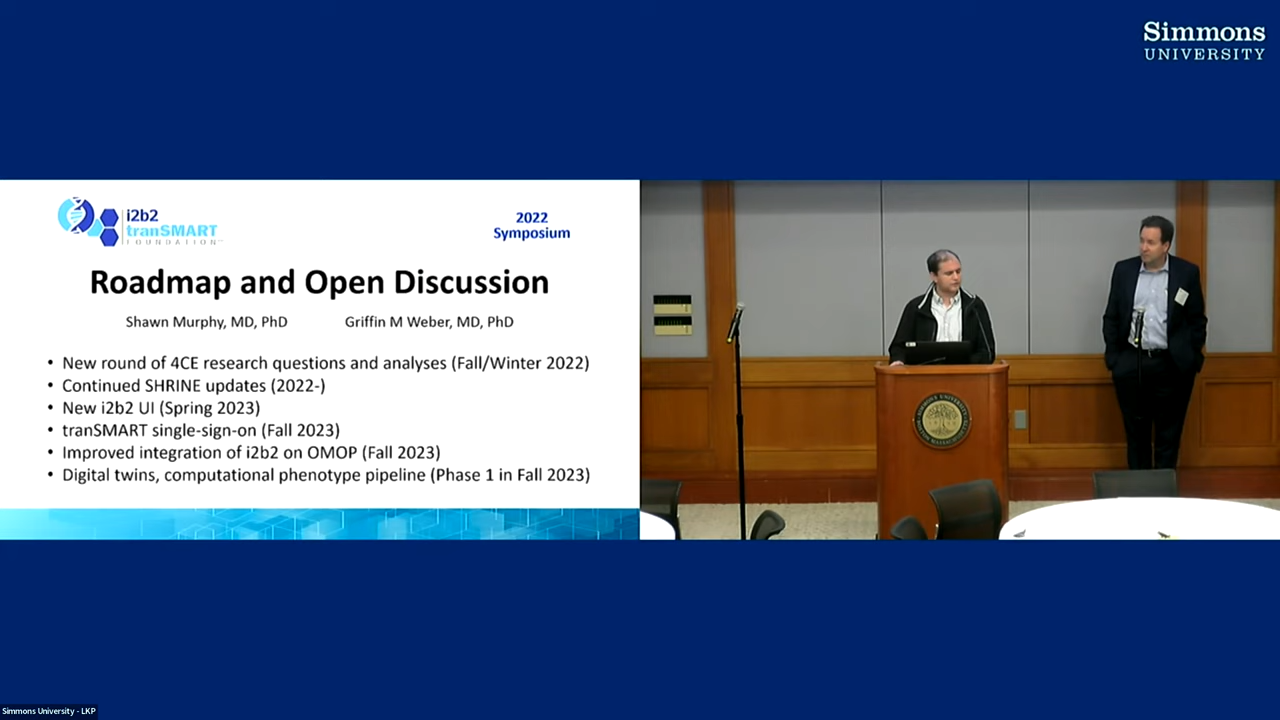 Simmons
UNIVERSITY
i2b2
tranSMART
FOUNDATION
2022
Symposium
Roadmap and Open Discussion
Shawn Murphy, MD, PhD Griffin M Weber, MD, PhD
• New round of 4CE research questions and analyses (Fall/Winter 2022)
• Continued SHRINE updates (2022-)
• New i2b2 UI (Spring 2023)
• tranSMART single-sign-on (Fall 2023)
• Improved integration of i2b2 on OMOP (Fall 2023)
• Digital twins, computational phenotype pipeline (Phase 1 in Fall 2023)
Simmons University - LKP